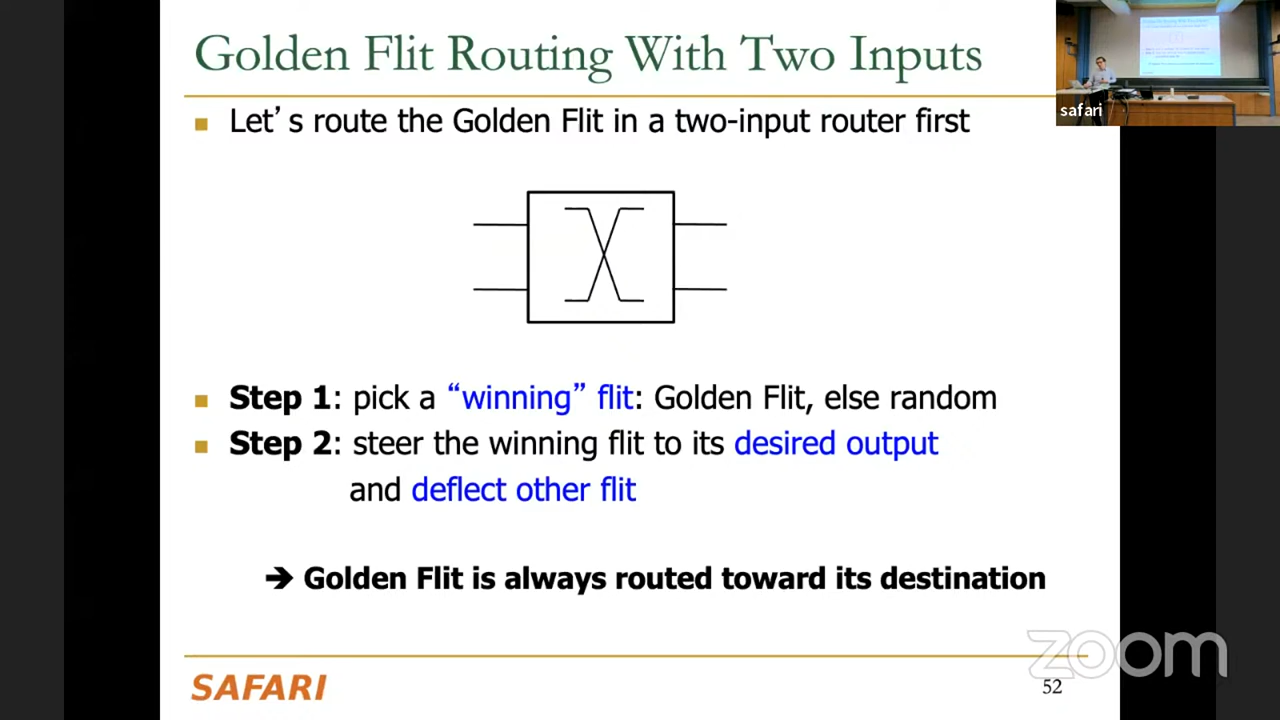 Golden Flit Routing With Two Inputs
Let’s route the Golden Flit in a two-input router first
Step 1: pick a “winning” flit: Golden Flit, else random
Step 2: steer the winning flit to its desired output
and deflect other flit
➔ Golden Flit is always routed toward its destination
SAFARI
52
zoom
safari